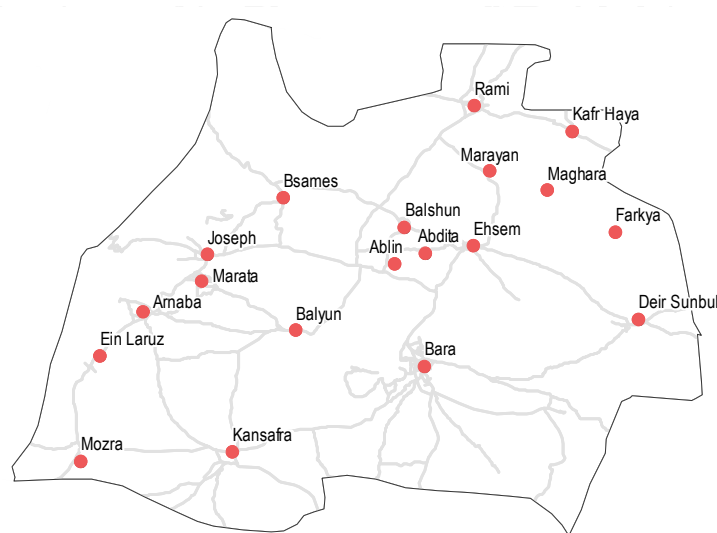 Rami
Kafr Haya
Marayan
Maghara
Bsames
Balshun
Farkya
Ehsem
Abdita
Joseph
Ablin
Marata
Arnaba
Deir Sunbul
Balyun
Ein Laruz
Bara
Kansafra
Mozra